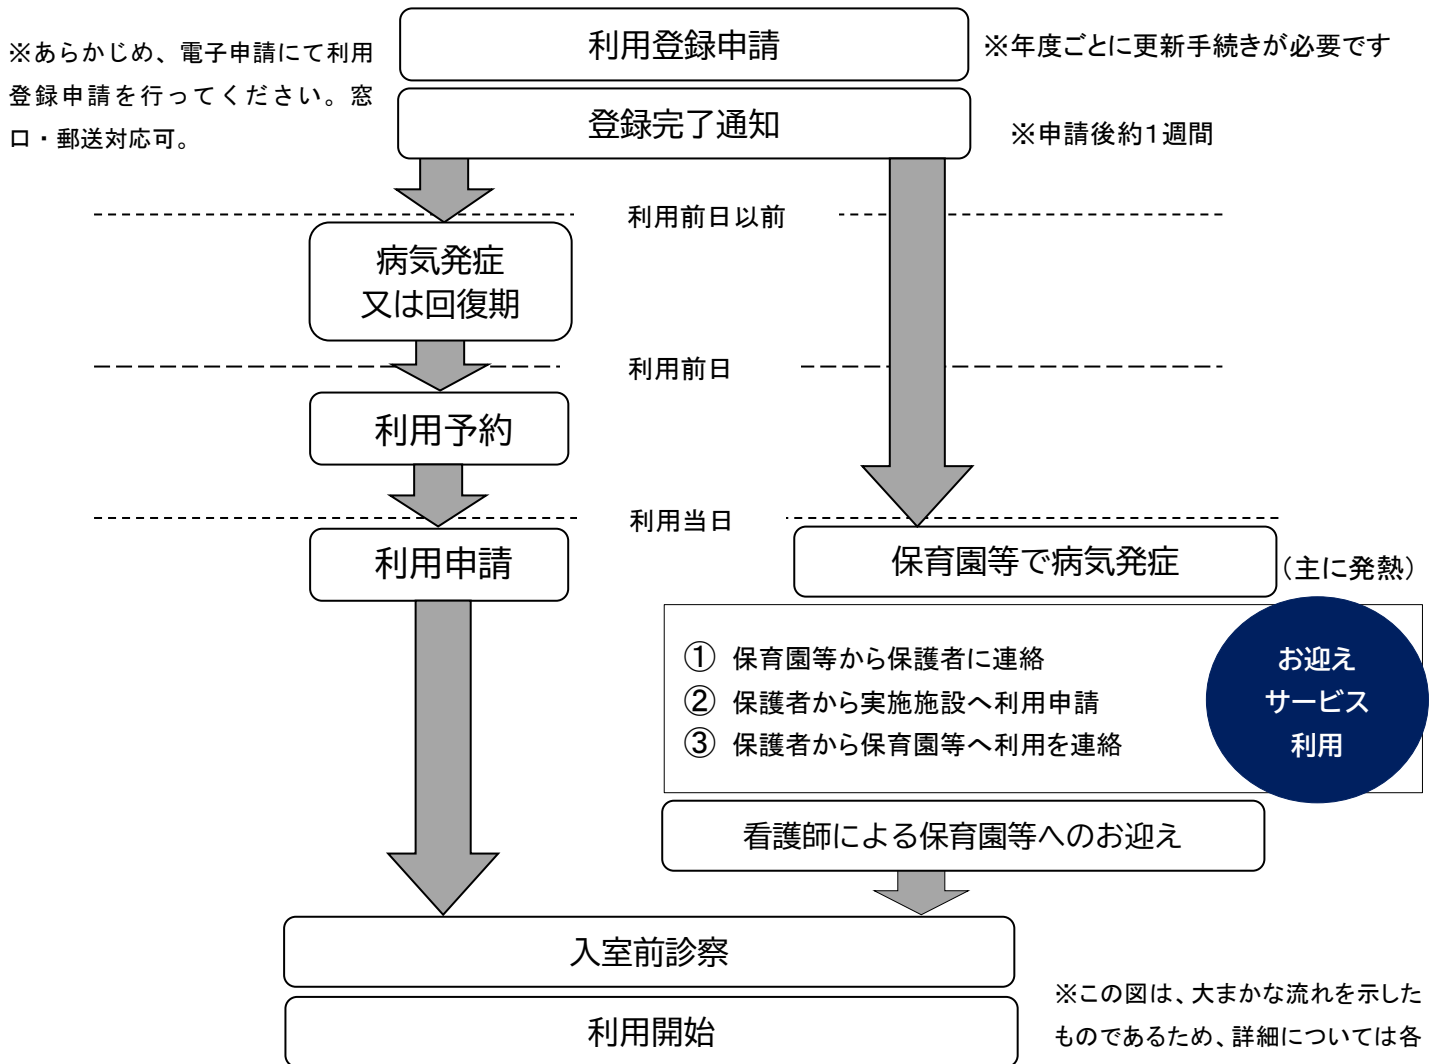 利用登録申請
※あらかじめ、電子申請にて利用
登録申請を行ってください。窓
口・郵送対応可。
※年度ごとに更新手続きが必要です
登録完了通知
※申請後約1週間
利用前日以前
病気発症
又は回復期
利用前日
利用予約
利用当日
利用申請
保育園等で病気発症
(主に発熱)
① 保育園等から保護者に連絡
② 保護者から実施施設へ利用申請
③ 保護者から保育園等へ利用を連絡
お迎え
サービス
利用
看護師による保育園等へのお迎え
入室前診察
利用開始
※この図は、大まかな流れを示した
ものであるため、詳細については各